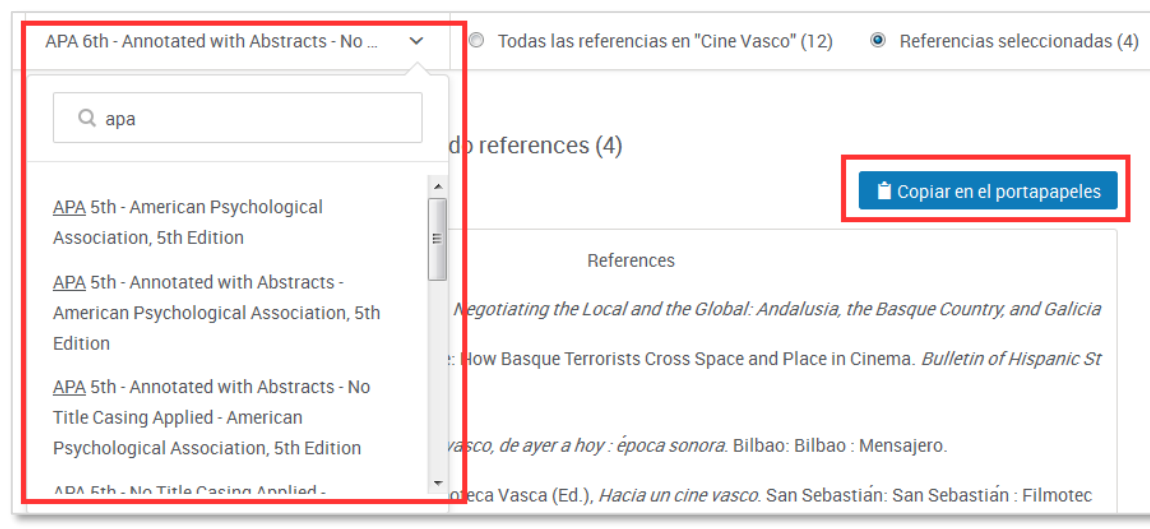 APA 6th - Annotated with Abstracts - No ...
Todas las referencias en "Cine Vasco" (12)
Referencias seleccionadas (4)
apa
do references (4)
Copiar en el portapapeles
APA 5th - American Psychological
Association, 5th Edition
APA 5th - Annotated with Abstracts -
American Psychological Association, 5th
Edition
APA 5th - Annotated with Abstracts - No
Title Casing Applied - American
Psychological Association, 5th Edition
APA 5th - No Title Casing Applied -
References
Negotiating the Local and the Global: Andalusia, the Basque Country, and Galicia
: How Basque Terrorists Cross Space and Place in Cinema. Bulletin of Hispanic St
vasco, de ayer a hoy : época sonora. Bilbao: Bilbao : Mensajero.
oteca Vasca (Ed.), Hacia un cine vasco. San Sebastián: San Sebastián : Filmotec